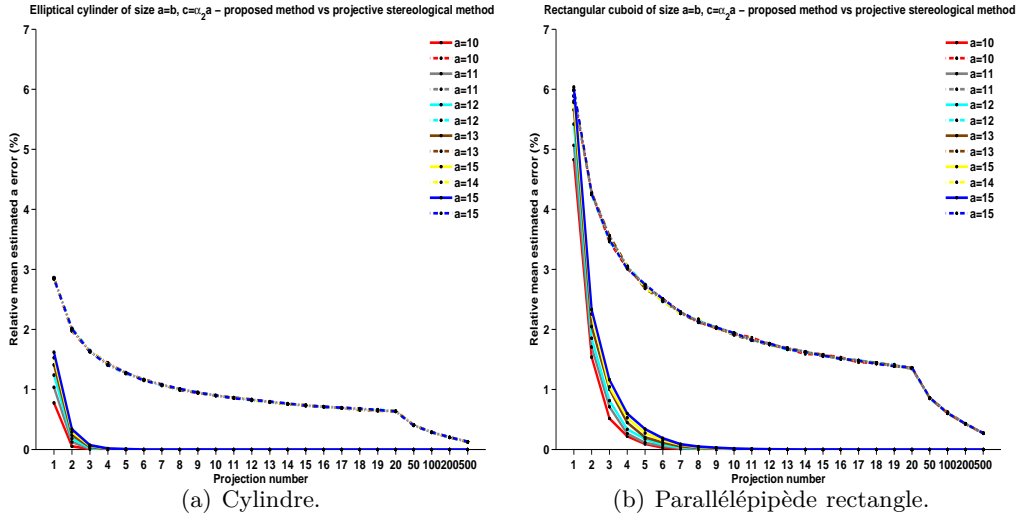 Elliptical cylinder of size a=b, c=α₂a – proposed method vs projective stereological method
Relative mean estimated a error (%)
7
6
5
4
3
2
1
0
a=10
a=10
a=11
a=11
a=12
a=12
a=13
a=13
a=15
a=14
a=15
a=15
1 2 3 4 5 6 7 8 9 10 11 12 13 14 15 16 17 18 19 20 50 100 200 500
Projection number
(a) Cylindre.
Rectangular cuboid of size a=b, c=α₂a – proposed method vs projective stereological method
Relative mean estimated a error (%)
7
6
5
4
3
2
1
0
a=10
a=10
a=11
a=11
a=12
a=12
a=13
a=13
a=15
a=14
a=15
a=15
1 2 3 4 5 6 7 8 9 10 11 12 13 14 15 16 17 18 19 20 50 100 200 500
Projection number
(b) Parallélépipède rectangle.